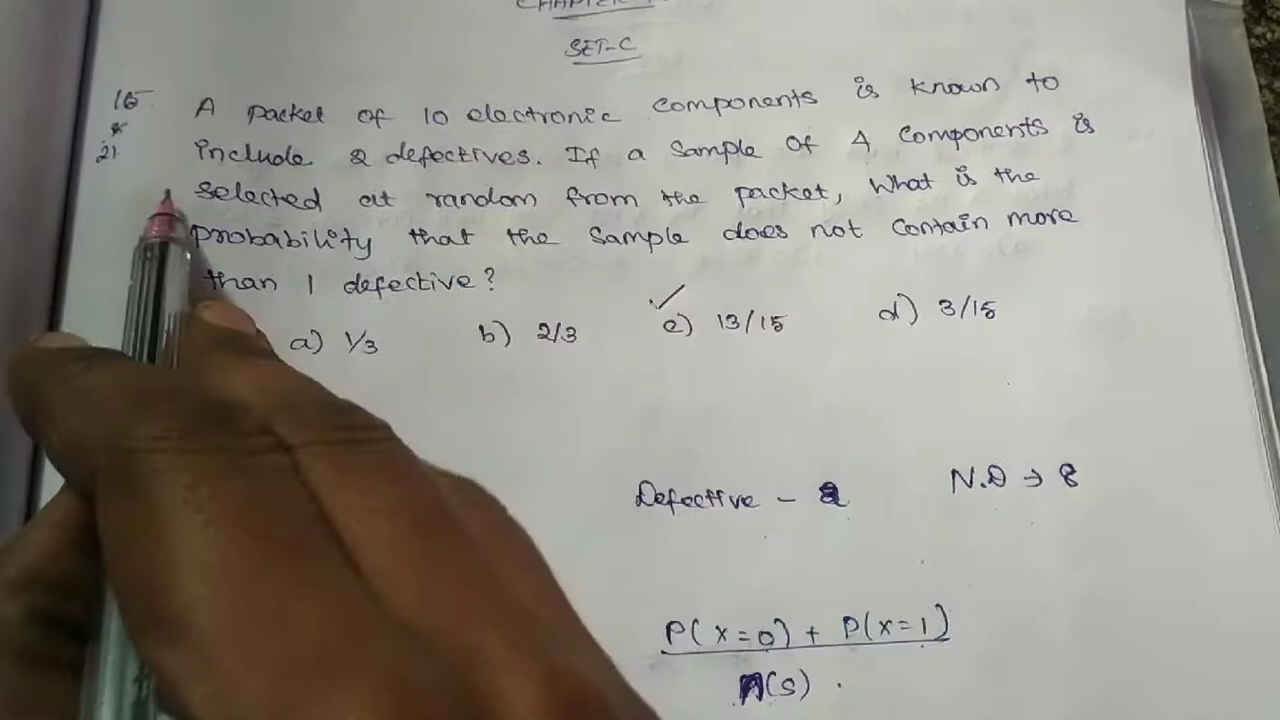 SET-C
16. A packet of 10 electronic components is known to
21. include 2 defectives. If a sample of 4 components is
selected at random from the packet, what is the
probability that the sample does not contain more
than 1 defective?
a) 1/3 b) 2/3 c) 13/15 d) 3/15
Defective - 2 N.D → 8
P(x=0) + P(x=1)
n(s) .